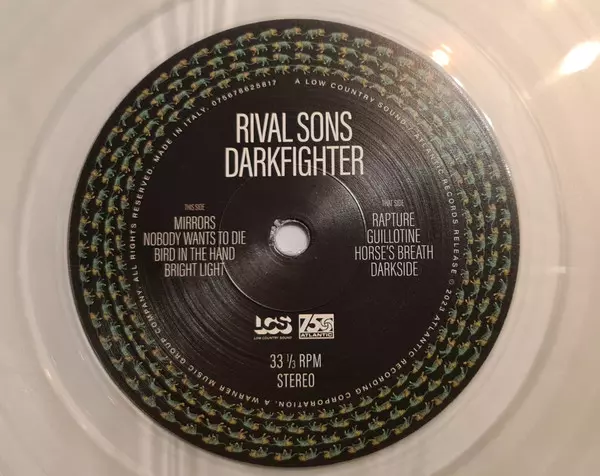 RIVAL SONS
DARKFIGHTER
THIS SIDE
MIRRORS
NOBODY WANTS TO DIE
BIRD IN THE HAND
BRIGHT LIGHT
THAT SIDE
RAPTURE
GUILLOTINE
HORSE'S BREATH
DARKSIDE
LCS
LOW COUNTRY SOUND
75
ATLANTIC
33 ⅓ RPM
STEREO
A LOW COUNTRY SOUND / ATLANTIC RECORDS RELEASE ℗ 2023 ATLANTIC RECORDING CORPORATION. A WARNER MUSIC GROUP COMPANY. ALL RIGHTS RESERVED. MADE IN ITALY. 075678625817